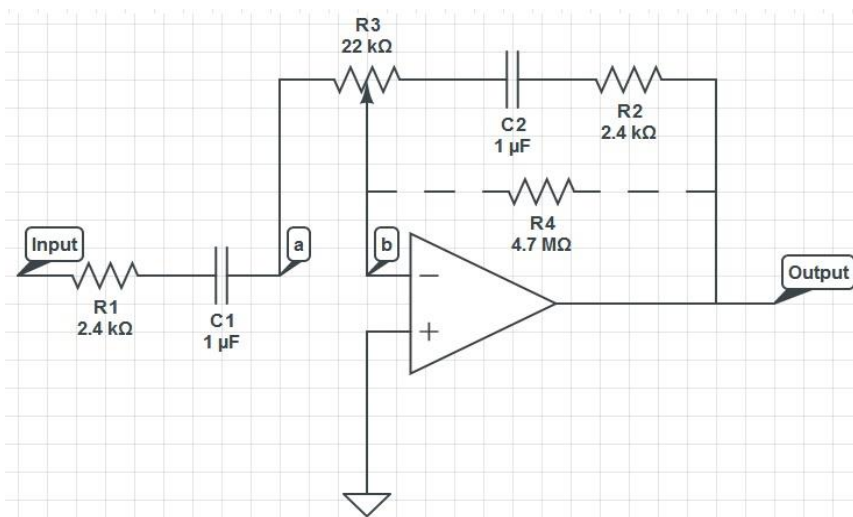 R3
22 kΩ
C2
1 µF
R2
2.4 kΩ
R4
4.7 MΩ
Input
a
b
Output
R1
2.4 kΩ
C1
1 µF
−
+